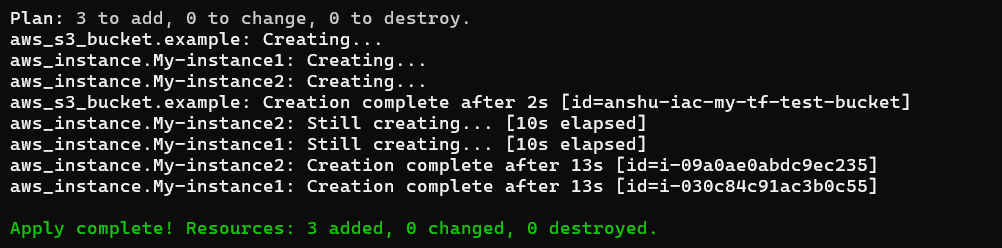 Plan: 3 to add, 0 to change, 0 to destroy.
aws_s3_bucket.example: Creating...
aws_instance.My-instance1: Creating...
aws_instance.My-instance2: Creating...
aws_s3_bucket.example: Creation complete after 2s [id=anshu-iac-my-tf-test-bucket]
aws_instance.My-instance2: Still creating... [10s elapsed]
aws_instance.My-instance1: Still creating... [10s elapsed]
aws_instance.My-instance2: Creation complete after 13s [id=i-09a0ae0abdc9ec235]
aws_instance.My-instance1: Creation complete after 13s [id=i-030c84c91ac3b0c55]
Apply complete! Resources: 3 added, 0 changed, 0 destroyed.